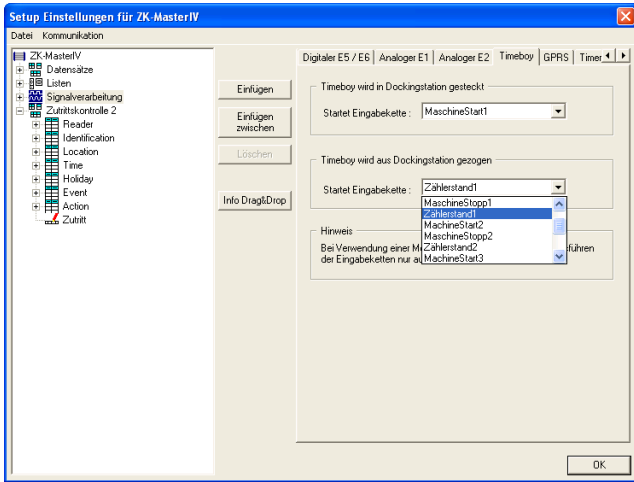 Setup Einstellungen für ZK-MasterIV
Datei Kommunikation
ZK-MasterIV
Datensätze
Listen
Signalverarbeitung
Zutrittskontrolle 2
Reader
Identification
Location
Time
Holiday
Event
Action
Zutritt
Einfügen
Einfügen
zwischen
Löschen
Info Drag&Drop
Digitaler E5 / E6 Analoger E1 Analoger E2 Timeboy GPRS Timer
Timeboy wird in Dockingstation gesteckt
Startet Eingabekette : MaschineStart1
Timeboy wird aus Dockingstation gezogen
Startet Eingabekette : Zählerstand1
MaschineStopp1
Zählerstand1
MachineStart2
MaschineStopp2
Zählerstand2
MachineStart3
Hinweis
Bei Verwendung einer führen
der Eingabeketten nur
OK